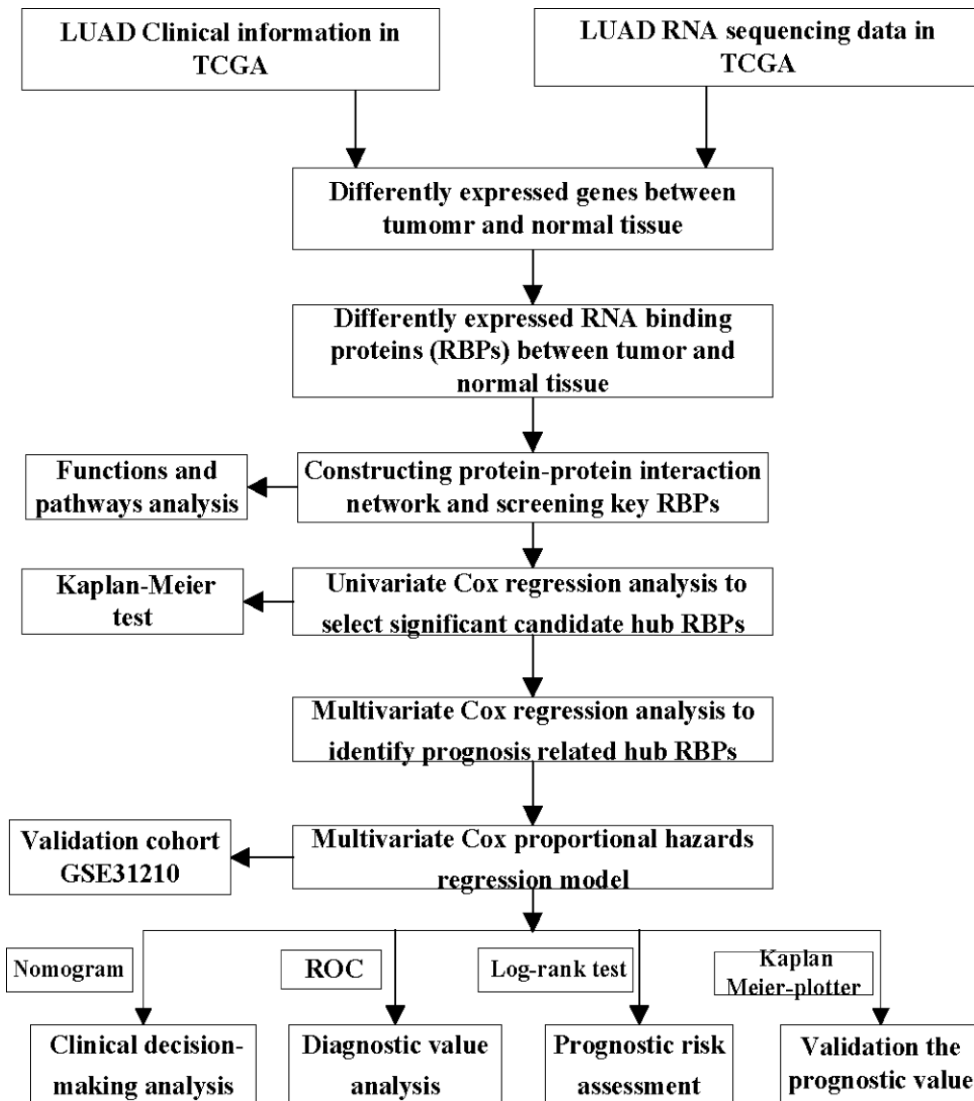 LUAD Clinical information in
TCGA
LUAD RNA sequencing data in
TCGA
Differently expressed genes between
tumomr and normal tissue
Differently expressed RNA binding
proteins (RBPs) between tumor and
normal tissue
Functions and
pathways analysis
Constructing protein-protein interaction
network and screening key RBPs
Kaplan-Meier
test
Univariate Cox regression analysis to
select significant candidate hub RBPs
Multivariate Cox regression analysis to
identify prognosis related hub RBPs
Validation cohort
GSE31210
Multivariate Cox proportional hazards
regression model
Nomogram
ROC
Log-rank test
Kaplan
Meier-plotter
Clinical decision-
making analysis
Diagnostic value
analysis
Prognostic risk
assessment
Validation the
prognostic value